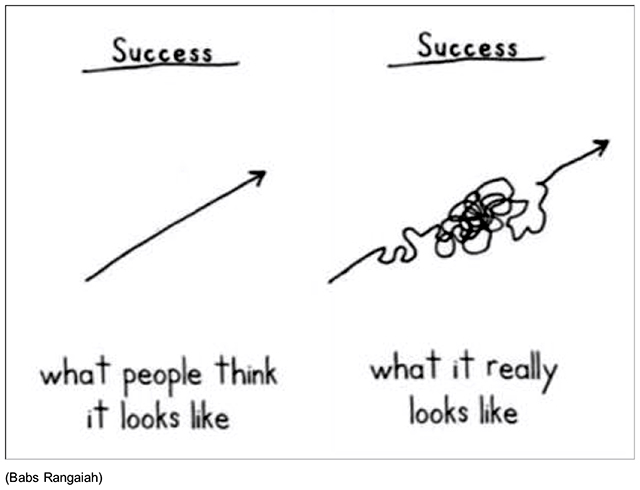 Success
what people think
it looks like
Success
what it really
looks like
(Babs Rangaiah)